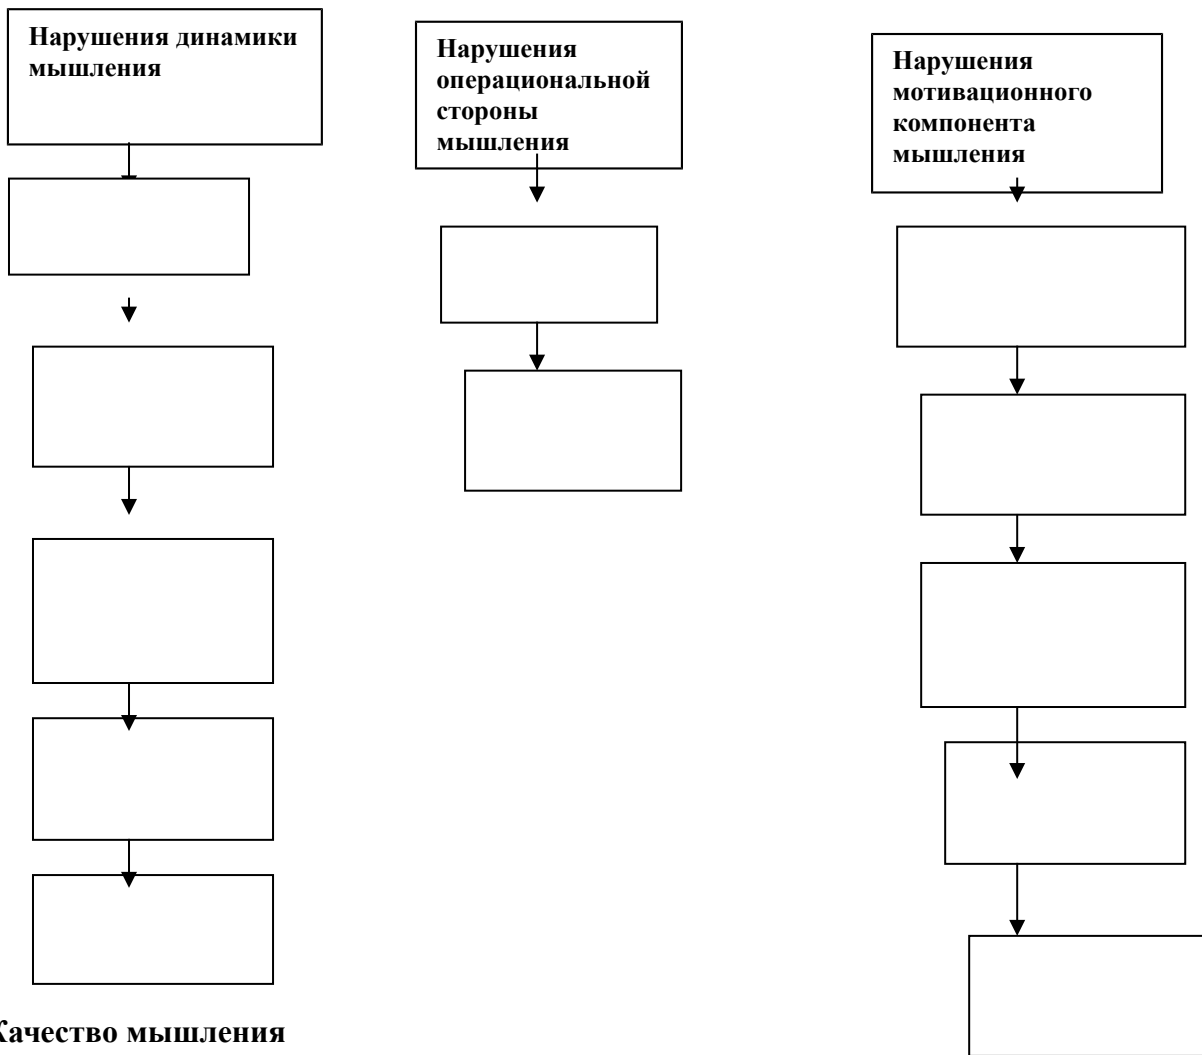 Нарушения динамики
мышления
Нарушения
операциональной
стороны
мышления
Нарушения
мотивационного
компонента
мышления
Качество мышления